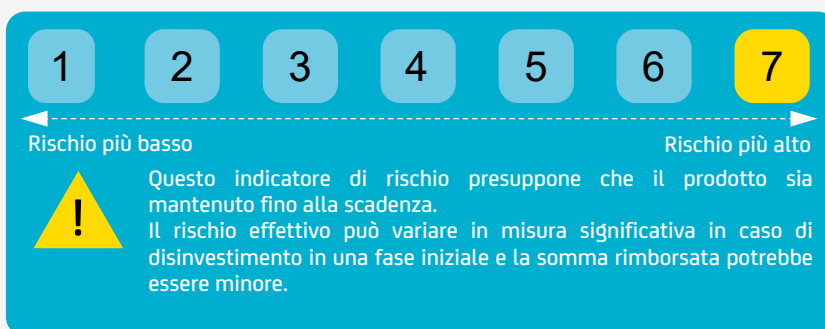 1 2 3 4 5 6 7
Rischio più basso Rischio più alto
! Questo indicatore di rischio presuppone che il prodotto sia
mantenuto fino alla scadenza.
Il rischio effettivo può variare in misura significativa in caso di
disinvestimento in una fase iniziale e la somma rimborsata potrebbe
essere minore.